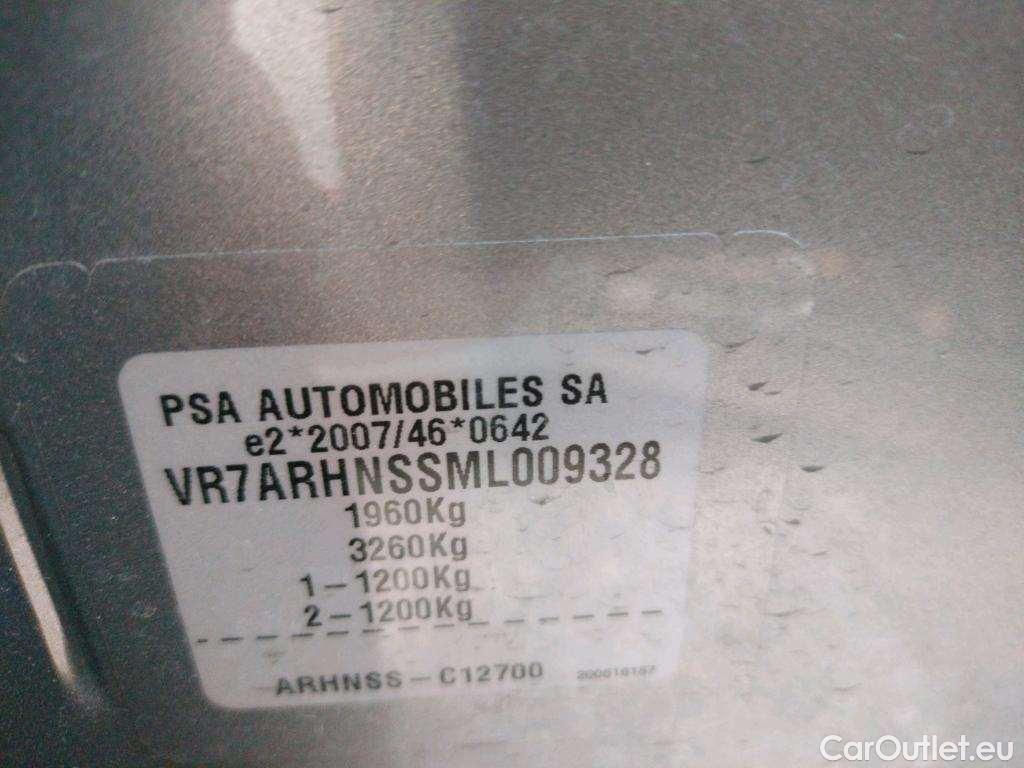 PSA AUTOMOBILES SA
e2*2007/46*0642
VR7ARHNSSML009328
1960Kg
3260Kg
1-1200Kg
2-1200Kg
ARHNSS-C12700
CarOutlet.eu